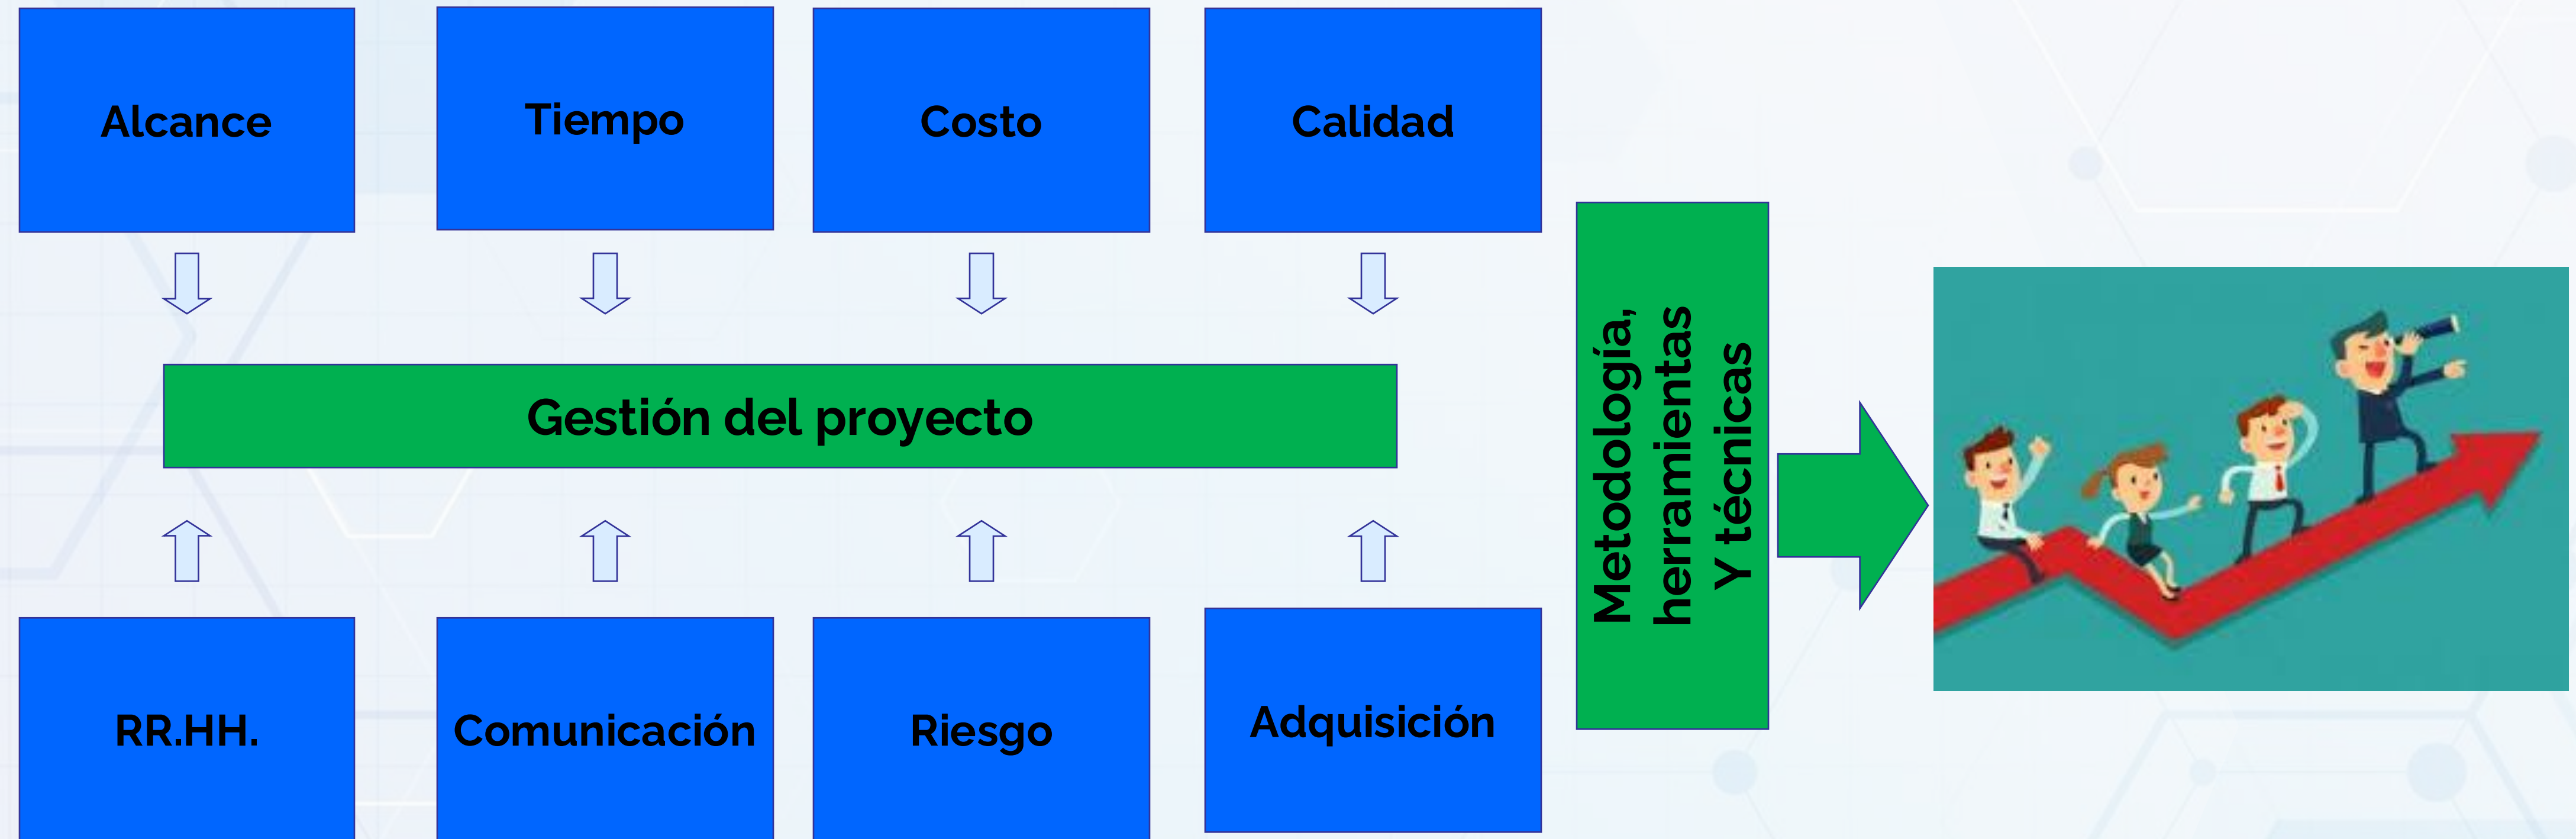 Alcance
Tiempo
Costo
Calidad
Gestión del proyecto
RR.HH.
Comunicación
Riesgo
Adquisición
Metodología,
herramientas
Y técnicas